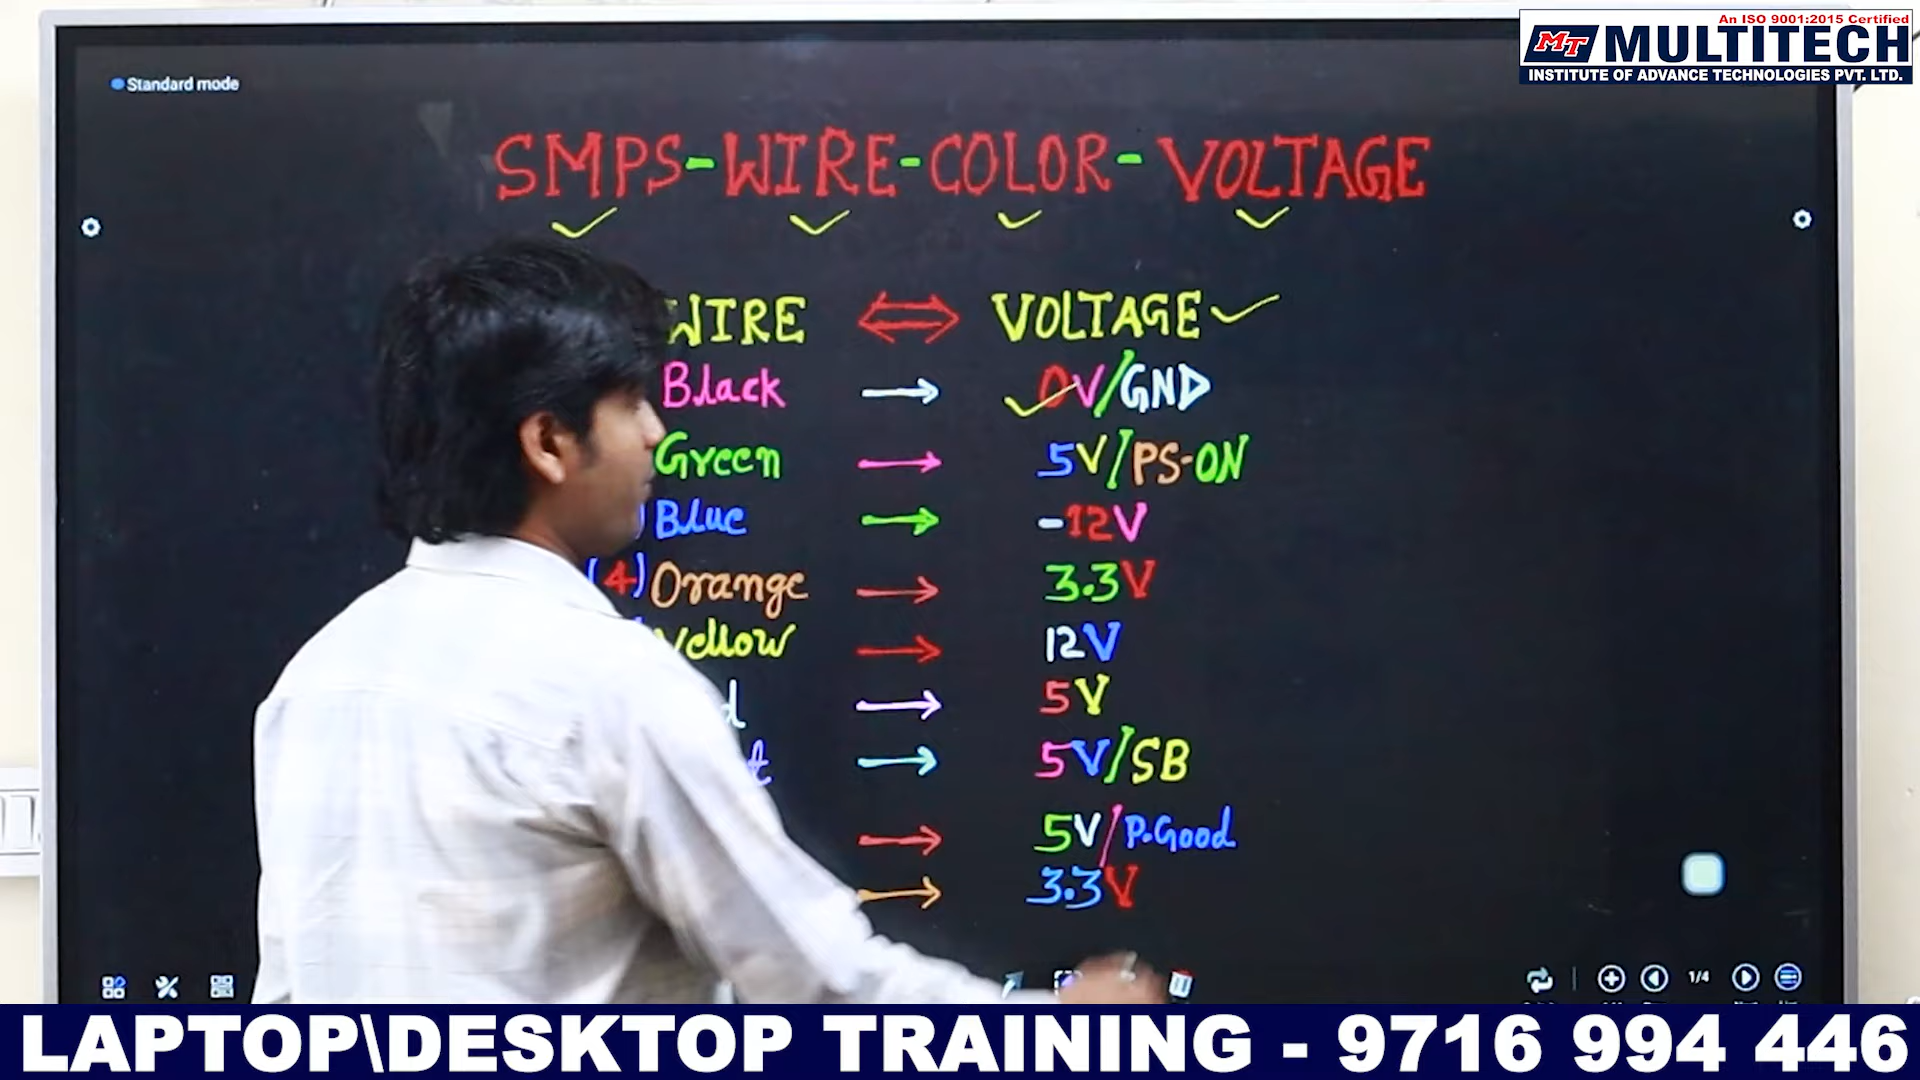 An ISO 9001:2015 Certified
MT MULTITECH
INSTITUTE OF ADVANCE TECHNOLOGIES PVT. LTD.
Standard mode
SMPS-WIRE-COLOR-VOLTAGE
WIRE VOLTAGE
Black 0V/GND
Green 5V/PS-ON
Blue -12V
(4) Orange 3.3V
Yellow 12V
5V
5V/SB
5V/P.Good
3.3V
1/4
LAPTOP\DESKTOP TRAINING - 9716 994 446